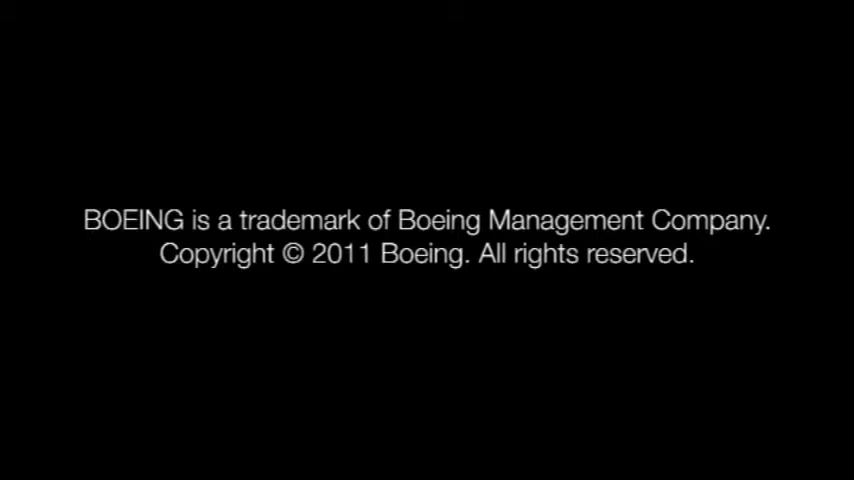 BOEING is a trademark of Boeing Management Company.
Copyright © 2011 Boeing. All rights reserved.